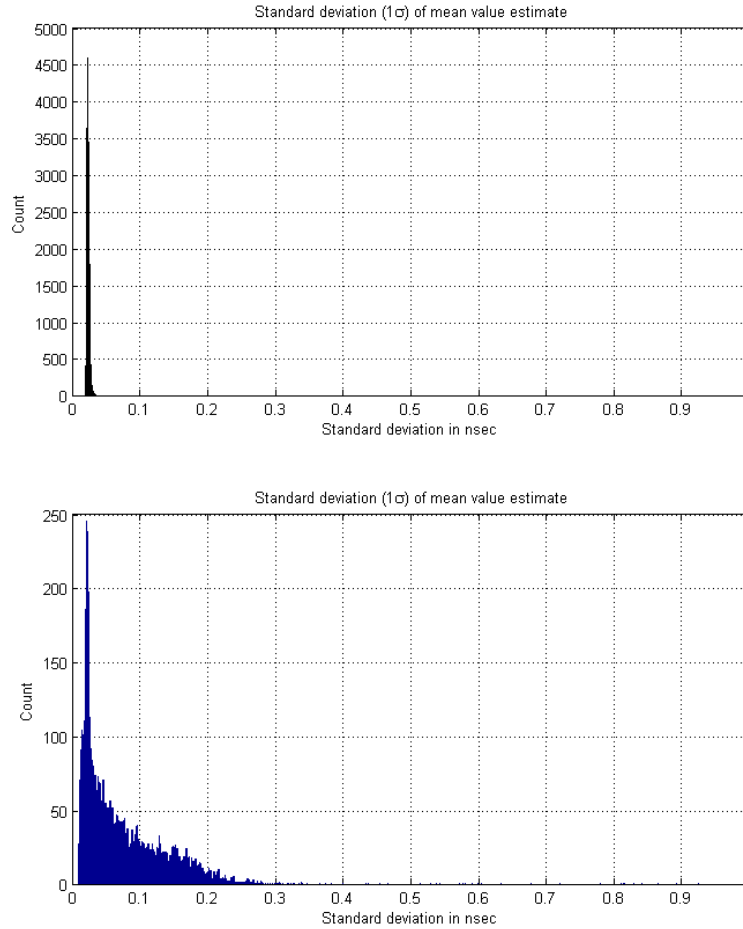 Standard deviation (1σ) of mean value estimate
5000
4500
4000
3500
3000
2500
2000
1500
1000
500
0
Count
0 0.1 0.2 0.3 0.4 0.5 0.6 0.7 0.8 0.9
Standard deviation in nsec
Standard deviation (1σ) of mean value estimate
250
200
150
100
50
0
Count
0 0.1 0.2 0.3 0.4 0.5 0.6 0.7 0.8 0.9
Standard deviation in nsec